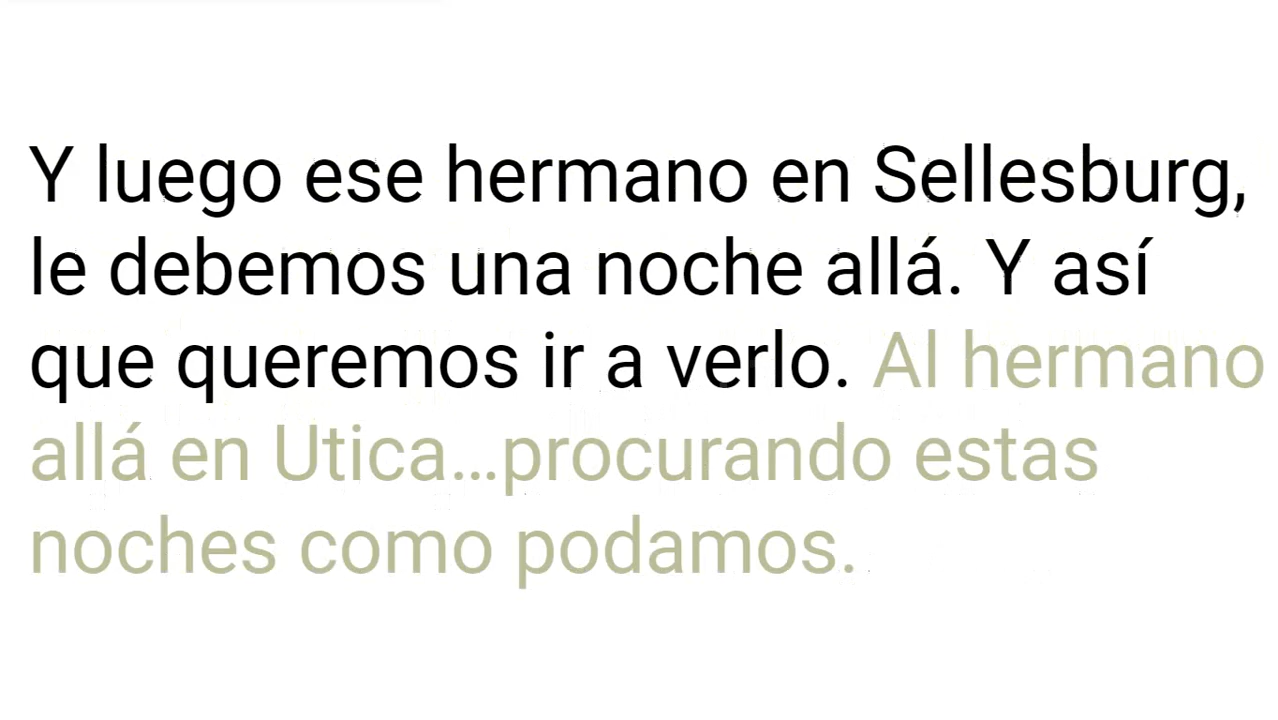 Y luego ese hermano en Sellesburg,
le debemos una noche allá. Y así
que queremos ir a verlo. Al hermano
allá en Utica...procurando estas
noches como podamos.